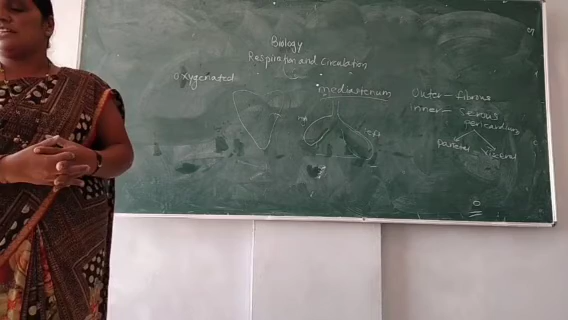 Biology
Respiration and Circulation
oxygenated
mediastenum
Outer - fibrous
inner - serous
pericardium
parietal visceral